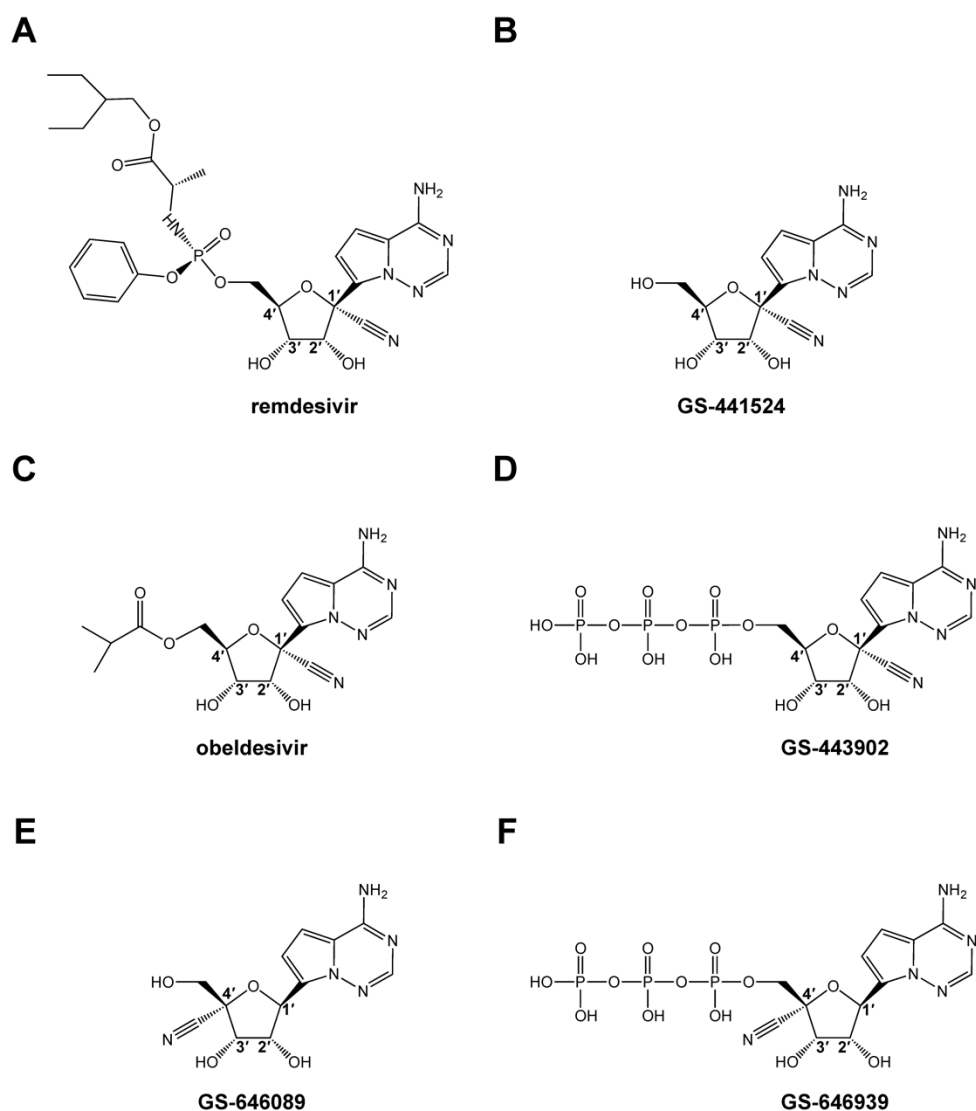 A
B
O
O
HN
P
O
O
O
O
1′
4′
3′
2′
HO
OH
N
N
N
N
NH₂
remdesivir
HO
O
1′
4′
3′
2′
HO
OH
N
N
N
N
NH₂
GS-441524
C
D
O
O
O
1′
4′
3′
2′
HO
OH
N
N
N
N
NH₂
obeldesivir
O O O
HO P O P O P O
OH OH OH
O
1′
4′
3′
2′
HO
OH
N
N
N
N
NH₂
GS-443902
E
F
HO
O
4′
1′
3′
2′
N
HO
OH
N
N
N
NH₂
GS-646089
O O O
HO P O P O P O
OH OH OH
O
4′
1′
3′
2′
N
HO
OH
N
N
N
NH₂
GS-646939